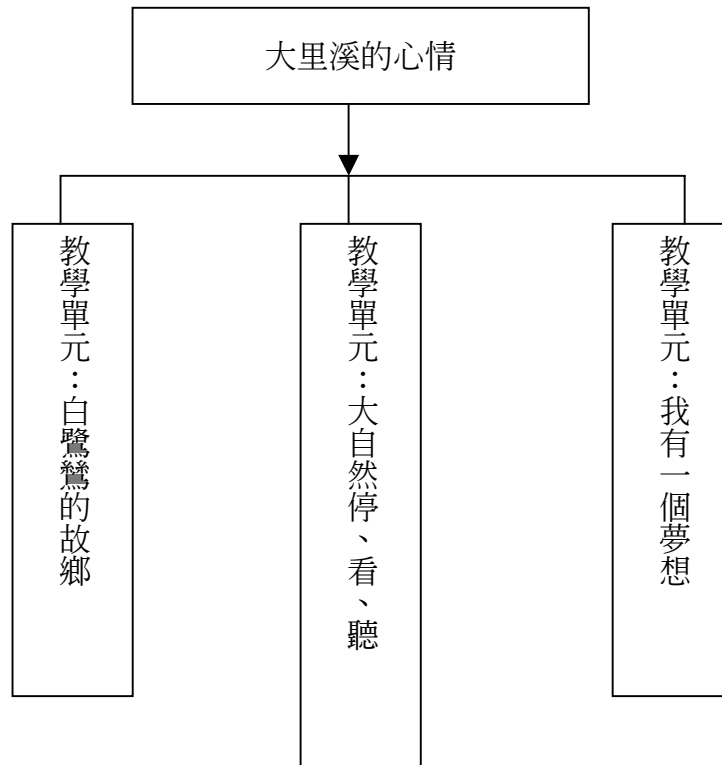 大里溪的心情
教學單元：白鷺鷥的故鄉
教學單元：大自然停、看、聽
教學單元：我有一個夢想